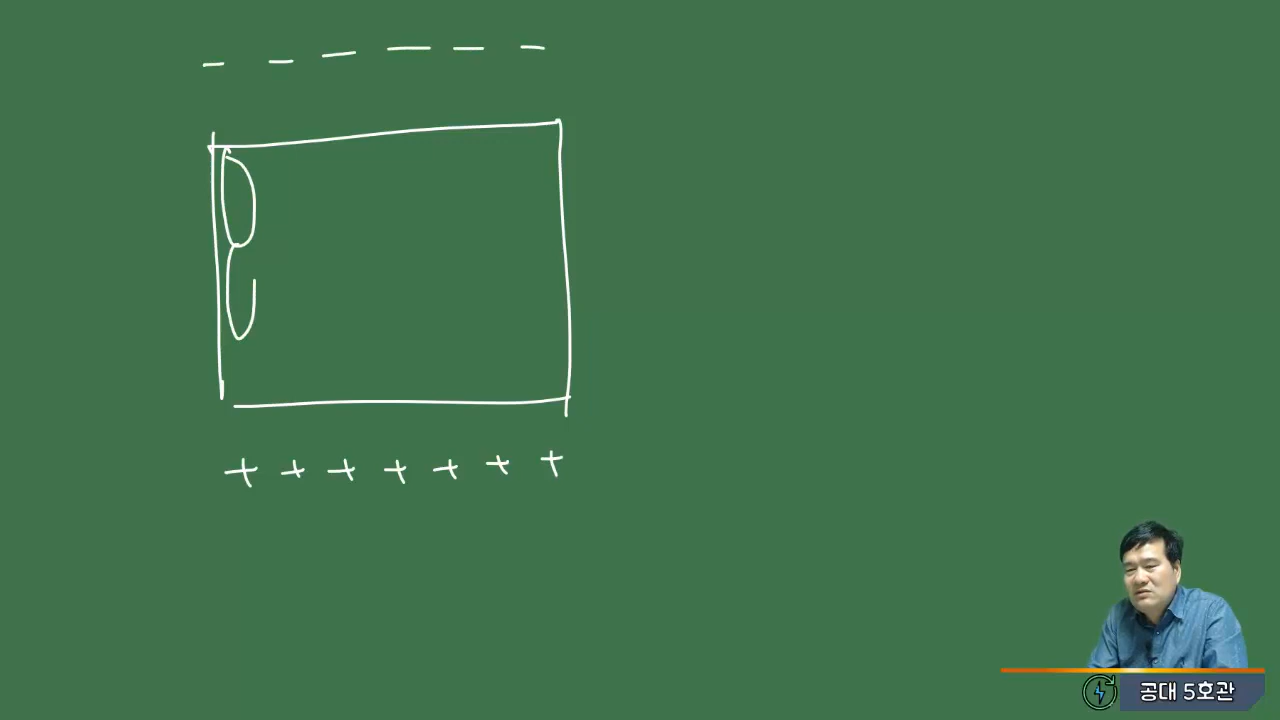 − − − − − −
+ + + + + + +
공대 5호관